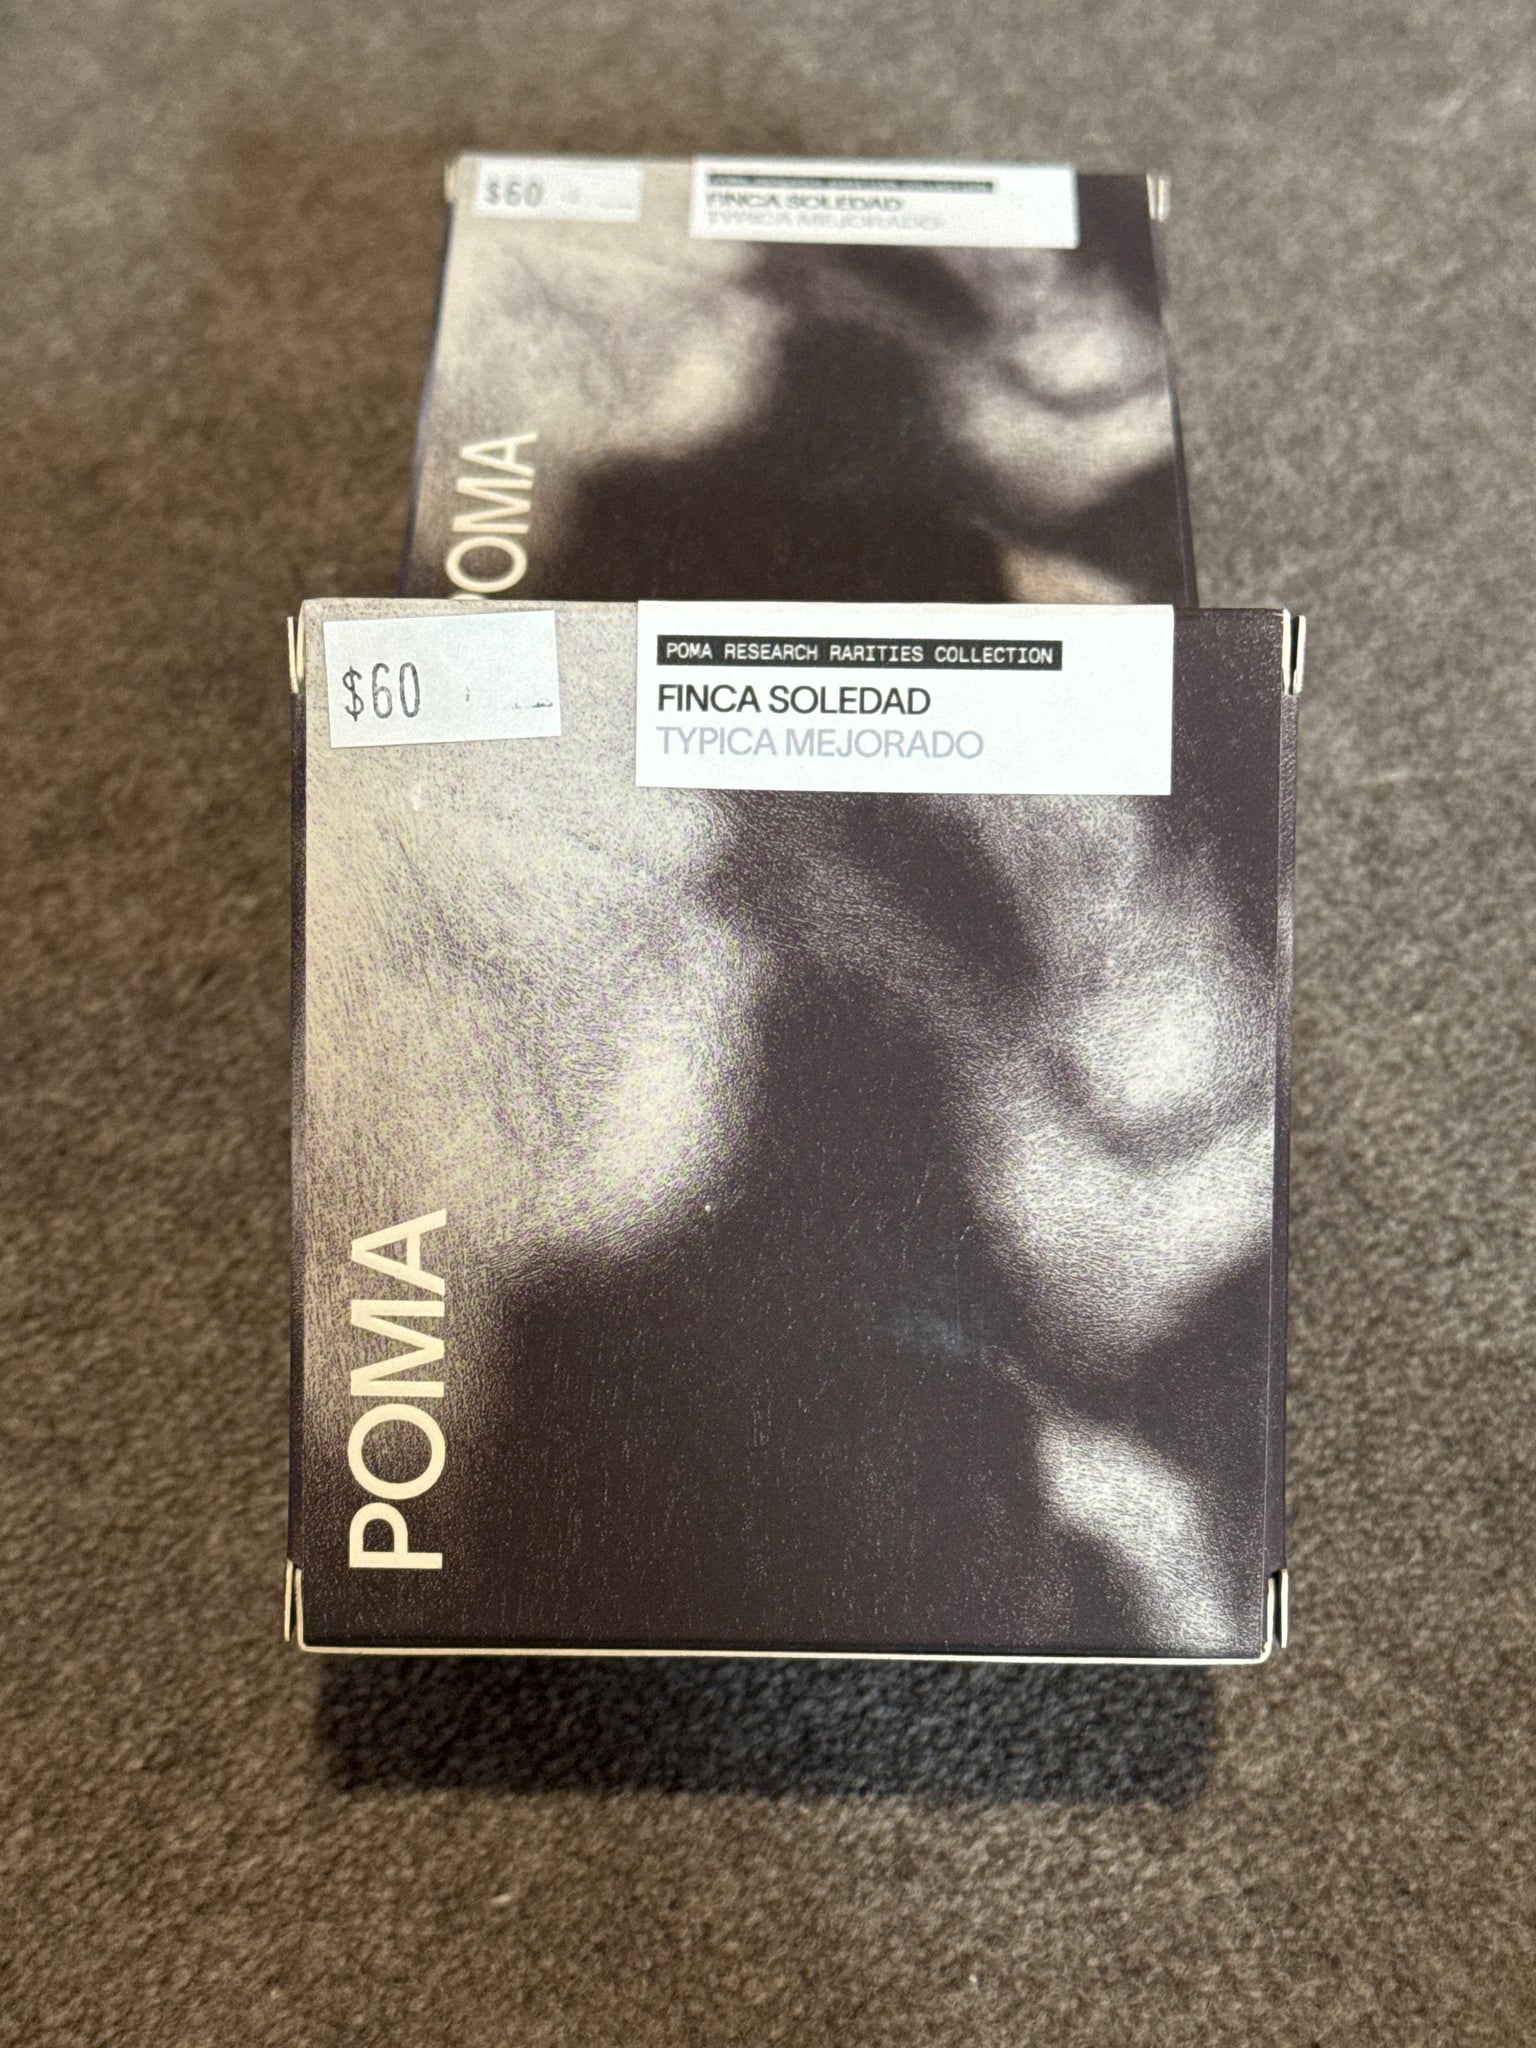 $60
FINCA SOLEDAD
TYPICA MEJORADO
POMA
$60
POMA RESEARCH RARITIES COLLECTION
FINCA SOLEDAD
TYPICA MEJORADO
POMA